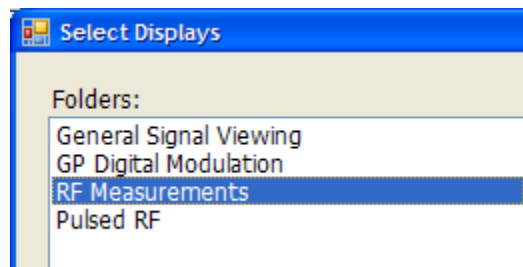 Select Displays
Folders:
General Signal Viewing
GP Digital Modulation
RF Measurements
Pulsed RF